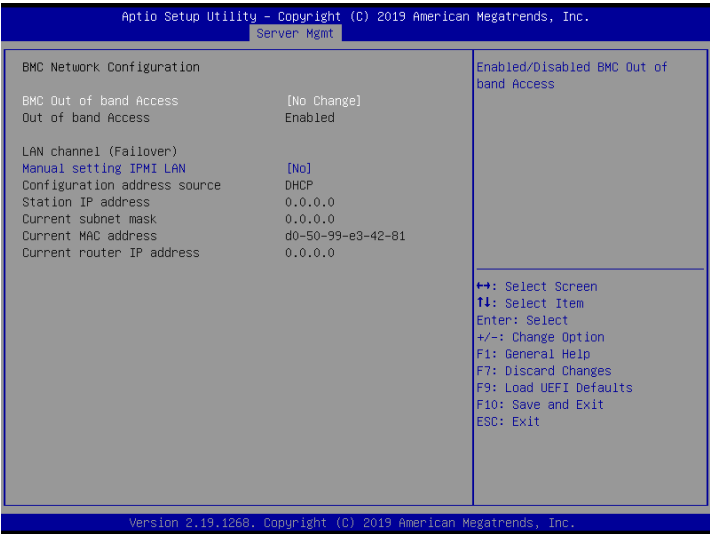 Aptio Setup Utility – Copyright (C) 2019 American Megatrends, Inc.
Server Mgmt
BMC Network Configuration
BMC Out of band Access [No Change]
Out of band Access Enabled
LAN channel (Failover)
Manual setting IPMI LAN [No]
Configuration address source DHCP
Station IP address 0.0.0.0
Current subnet mask 0.0.0.0
Current MAC address d0-50-99-e3-42-81
Current router IP address 0.0.0.0
Enabled/Disabled BMC Out of
band Access
↔: Select Screen
↑↓: Select Item
Enter: Select
+/-: Change Option
F1: General Help
F7: Discard Changes
F9: Load UEFI Defaults
F10: Save and Exit
ESC: Exit
Version 2.19.1268. Copyright (C) 2019 American Megatrends, Inc.